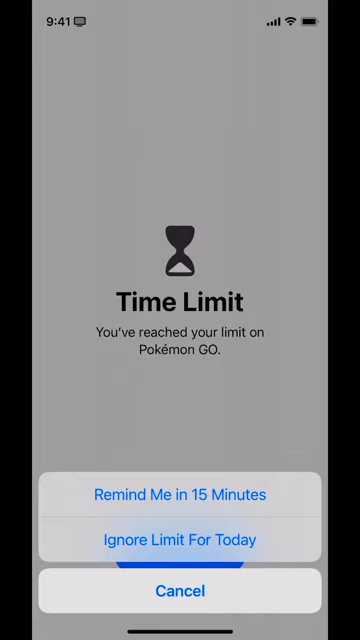 9:41
Time Limit
You've reached your limit on
Pokémon GO.
Remind Me in 15 Minutes
Ignore Limit For Today
Cancel